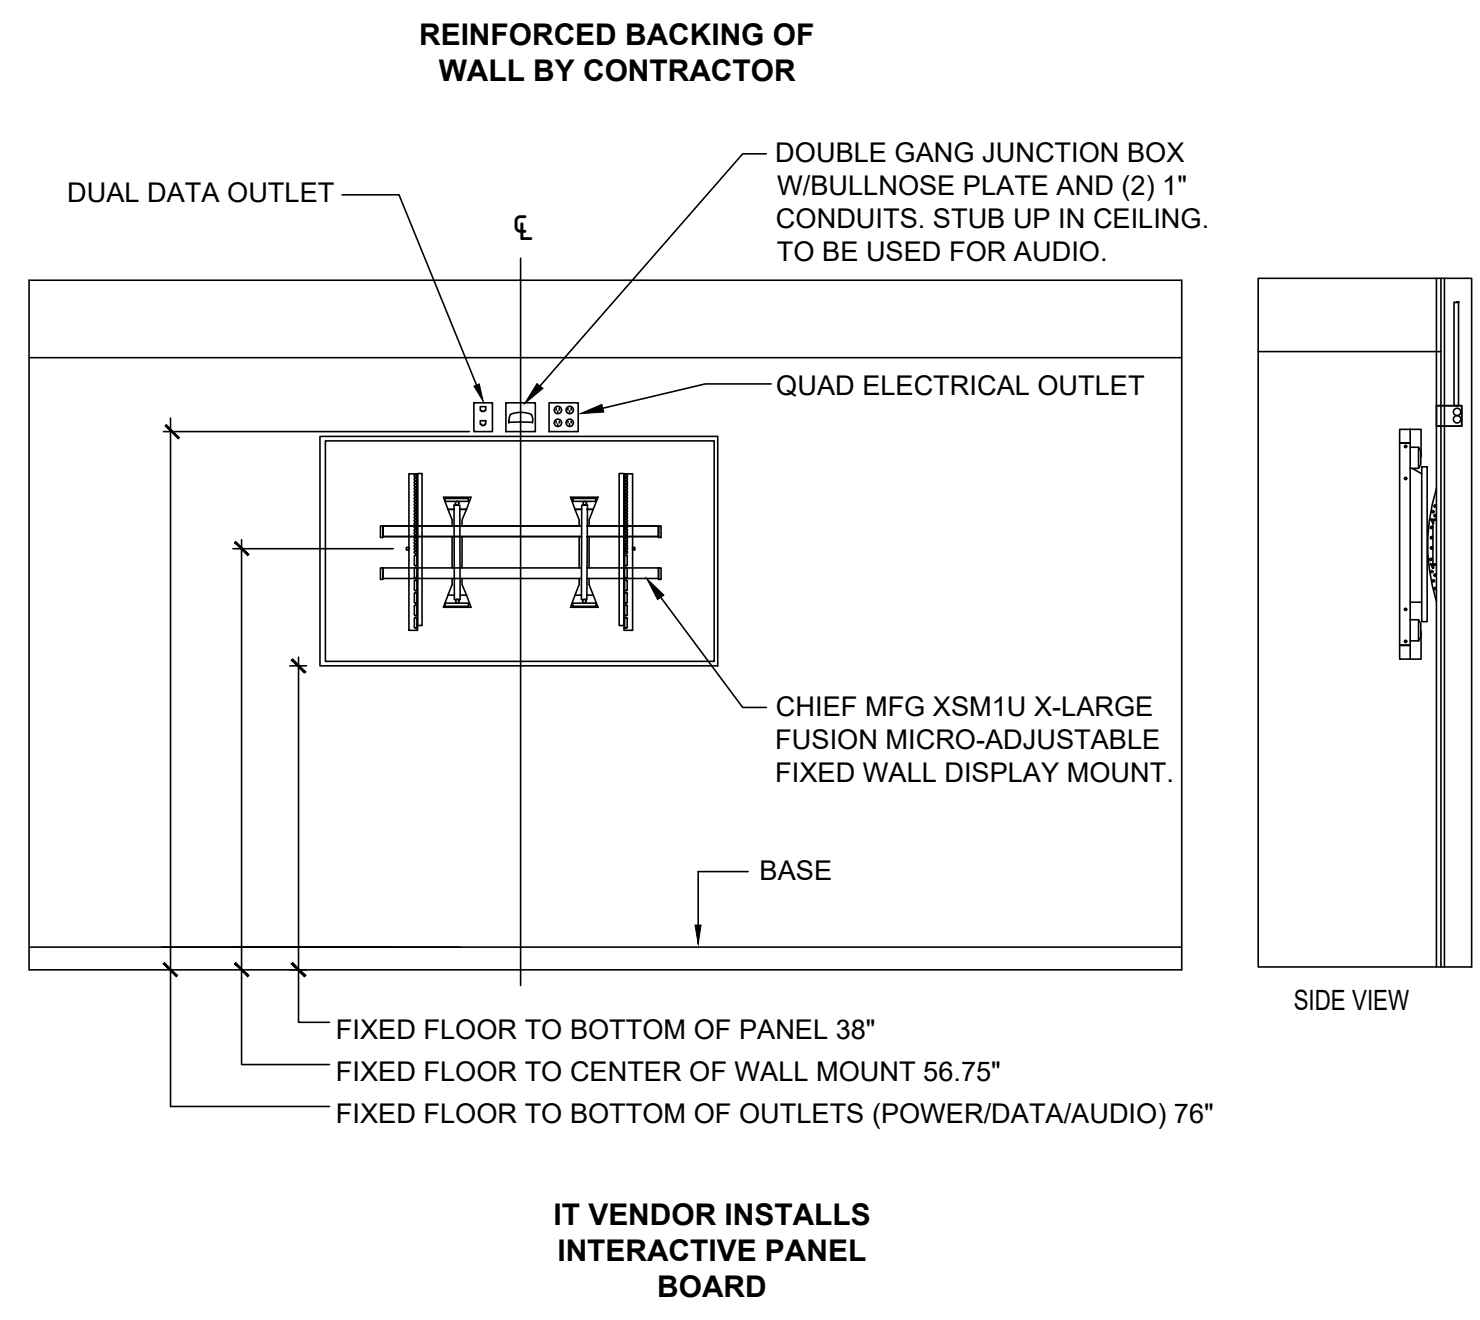 REINFORCED BACKING OF
WALL BY CONTRACTOR
DOUBLE GANG JUNCTION BOX
W/BULLNOSE PLATE AND (2) 1"
CONDUITS. STUB UP IN CEILING.
TO BE USED FOR AUDIO.
DUAL DATA OUTLET
℄
QUAD ELECTRICAL OUTLET
CHIEF MFG XSM1U X-LARGE
FUSION MICRO-ADJUSTABLE
FIXED WALL DISPLAY MOUNT.
BASE
SIDE VIEW
FIXED FLOOR TO BOTTOM OF PANEL 38"
FIXED FLOOR TO CENTER OF WALL MOUNT 56.75"
FIXED FLOOR TO BOTTOM OF OUTLETS (POWER/DATA/AUDIO) 76"
IT VENDOR INSTALLS
INTERACTIVE PANEL
BOARD